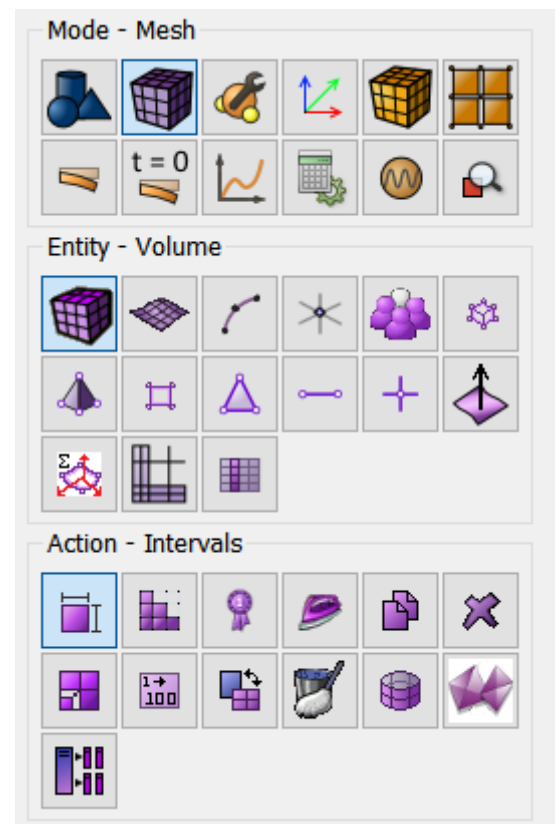 Mode - Mesh
t = 0
Entity - Volume
Σ
Action - Intervals
1→
100